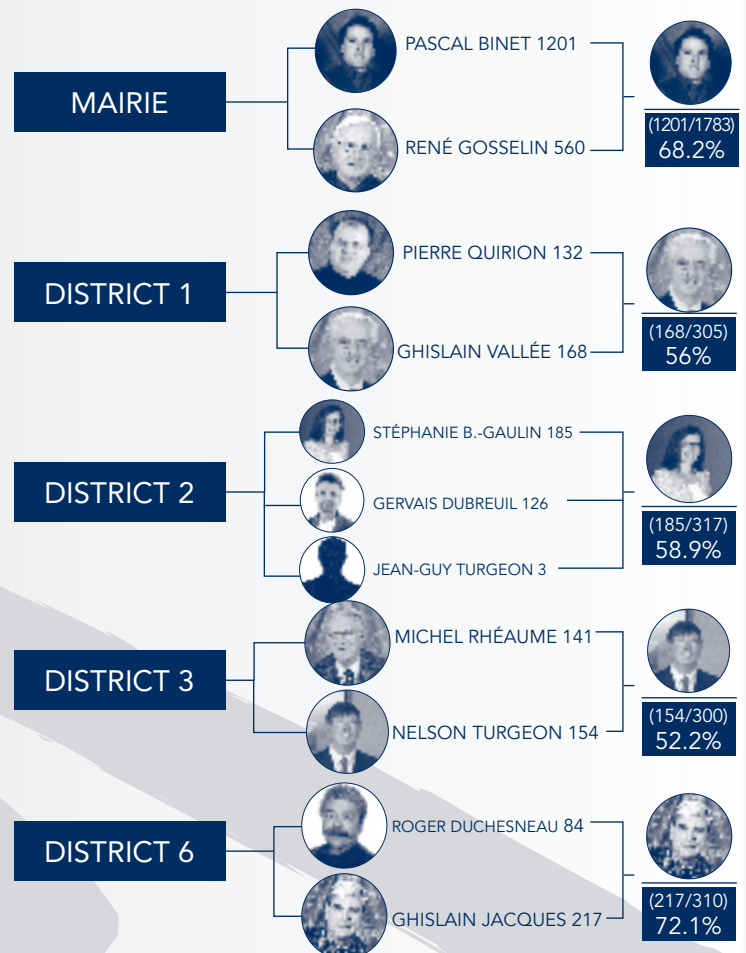 MAIRIE
PASCAL BINET 1201
RENÉ GOSSELIN 560
(1201/1783)
68.2%
DISTRICT 1
PIERRE QUIRION 132
GHISLAIN VALLÉE 168
(168/305)
56%
DISTRICT 2
STÉPHANIE B.-GAULIN 185
GERVAIS DUBREUIL 126
JEAN-GUY TURGEON 3
(185/317)
58.9%
DISTRICT 3
MICHEL RHÉAUME 141
NELSON TURGEON 154
(154/300)
52.2%
DISTRICT 6
ROGER DUCHESNEAU 84
GHISLAIN JACQUES 217
(217/310)
72.1%